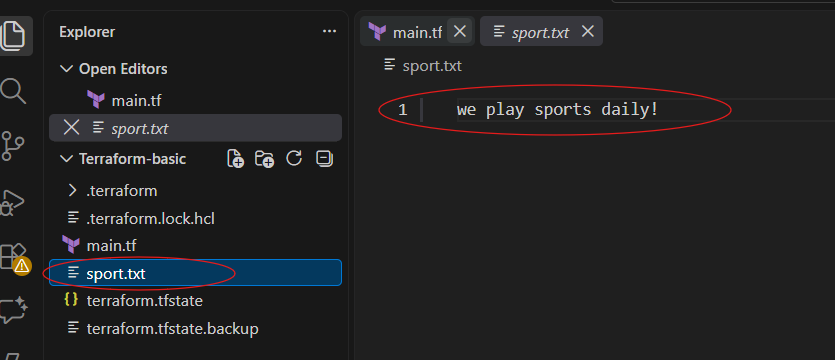 Explorer
Open Editors
main.tf
sport.txt
Terraform-basic
.terraform
.terraform.lock.hcl
main.tf
sport.txt
{} terraform.tfstate
terraform.tfstate.backup
main.tf
sport.txt
sport.txt
1 we play sports daily!